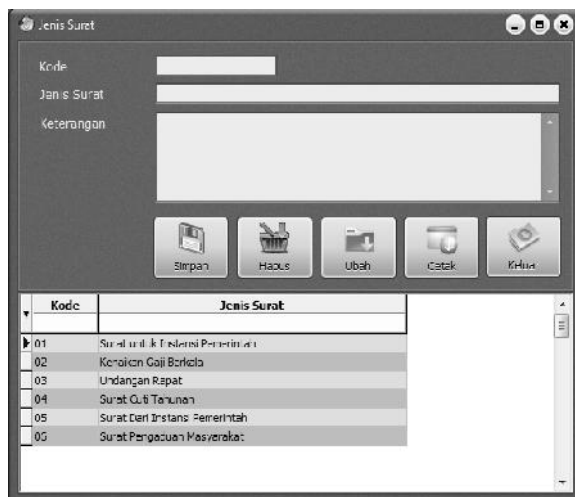 Jenis Surat
Kode
Jenis Surat
Keterangan
Simpan Hapus Ubah Cetak Keluar
Kode Jenis Surat
01 Surat untuk Instansi Pemerintah
02 Kenaikan Gaji Berkala
03 Undangan Rapat
04 Surat Cuti Tahunan
05 Surat Dari Instansi Pemerintah
06 Surat Pengaduan Masyarakat